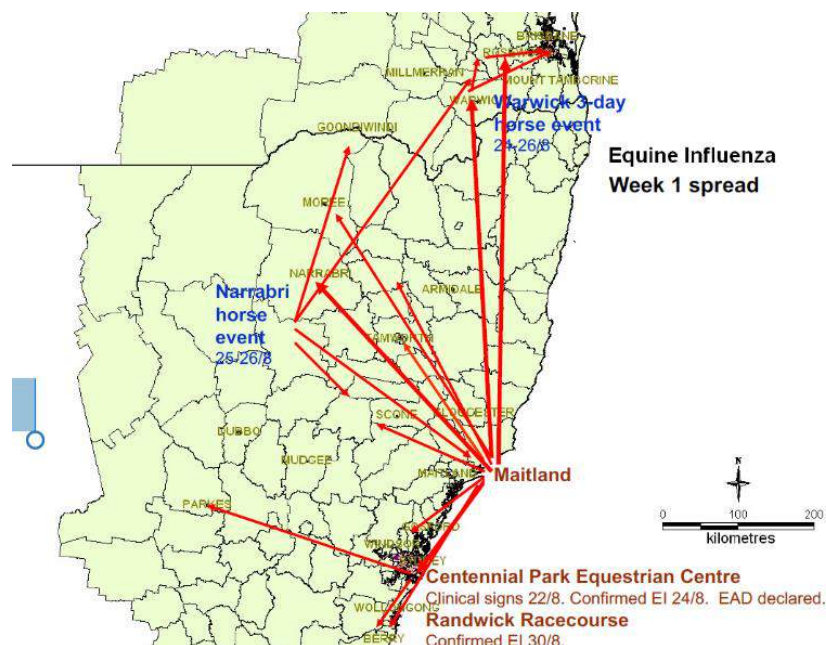 BRISBANE
MILLMERRAN
MOUNT TAMBORINE
WARWICK
Warwick 3-day
horse event
24-26/8
GOONDIWINDI
Equine Influenza
Week 1 spread
MOREE
NARRABRI
Narrabri
horse
event
25-26/8
ARMIDALE
TAMWORTH
SCONE
GLOUCESTER
DUBBO
MUDGEE
MAITLAND
Maitland
N
PARKES
0 100 200
kilometres
WINDSOR
SYDNEY
Centennial Park Equestrian Centre
Clinical signs 22/8. Confirmed EI 24/8. EAD declared.
WOLLONGONG
Randwick Racecourse
BERRY
Confirmed EI 30/8.